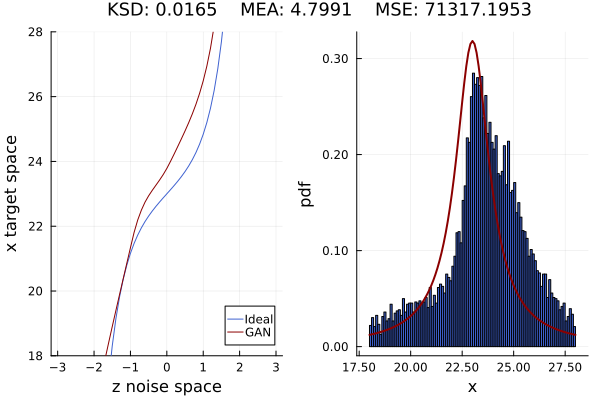 KSD: 0.0165 MEA: 4.7991 MSE: 71317.1953
x target space
28
26
24
22
20
18
−3 −2 −1 0 1 2 3
z noise space
Ideal
GAN
pdf
0.30
0.20
0.10
0.00
17.50 20.00 22.50 25.00 27.50
x